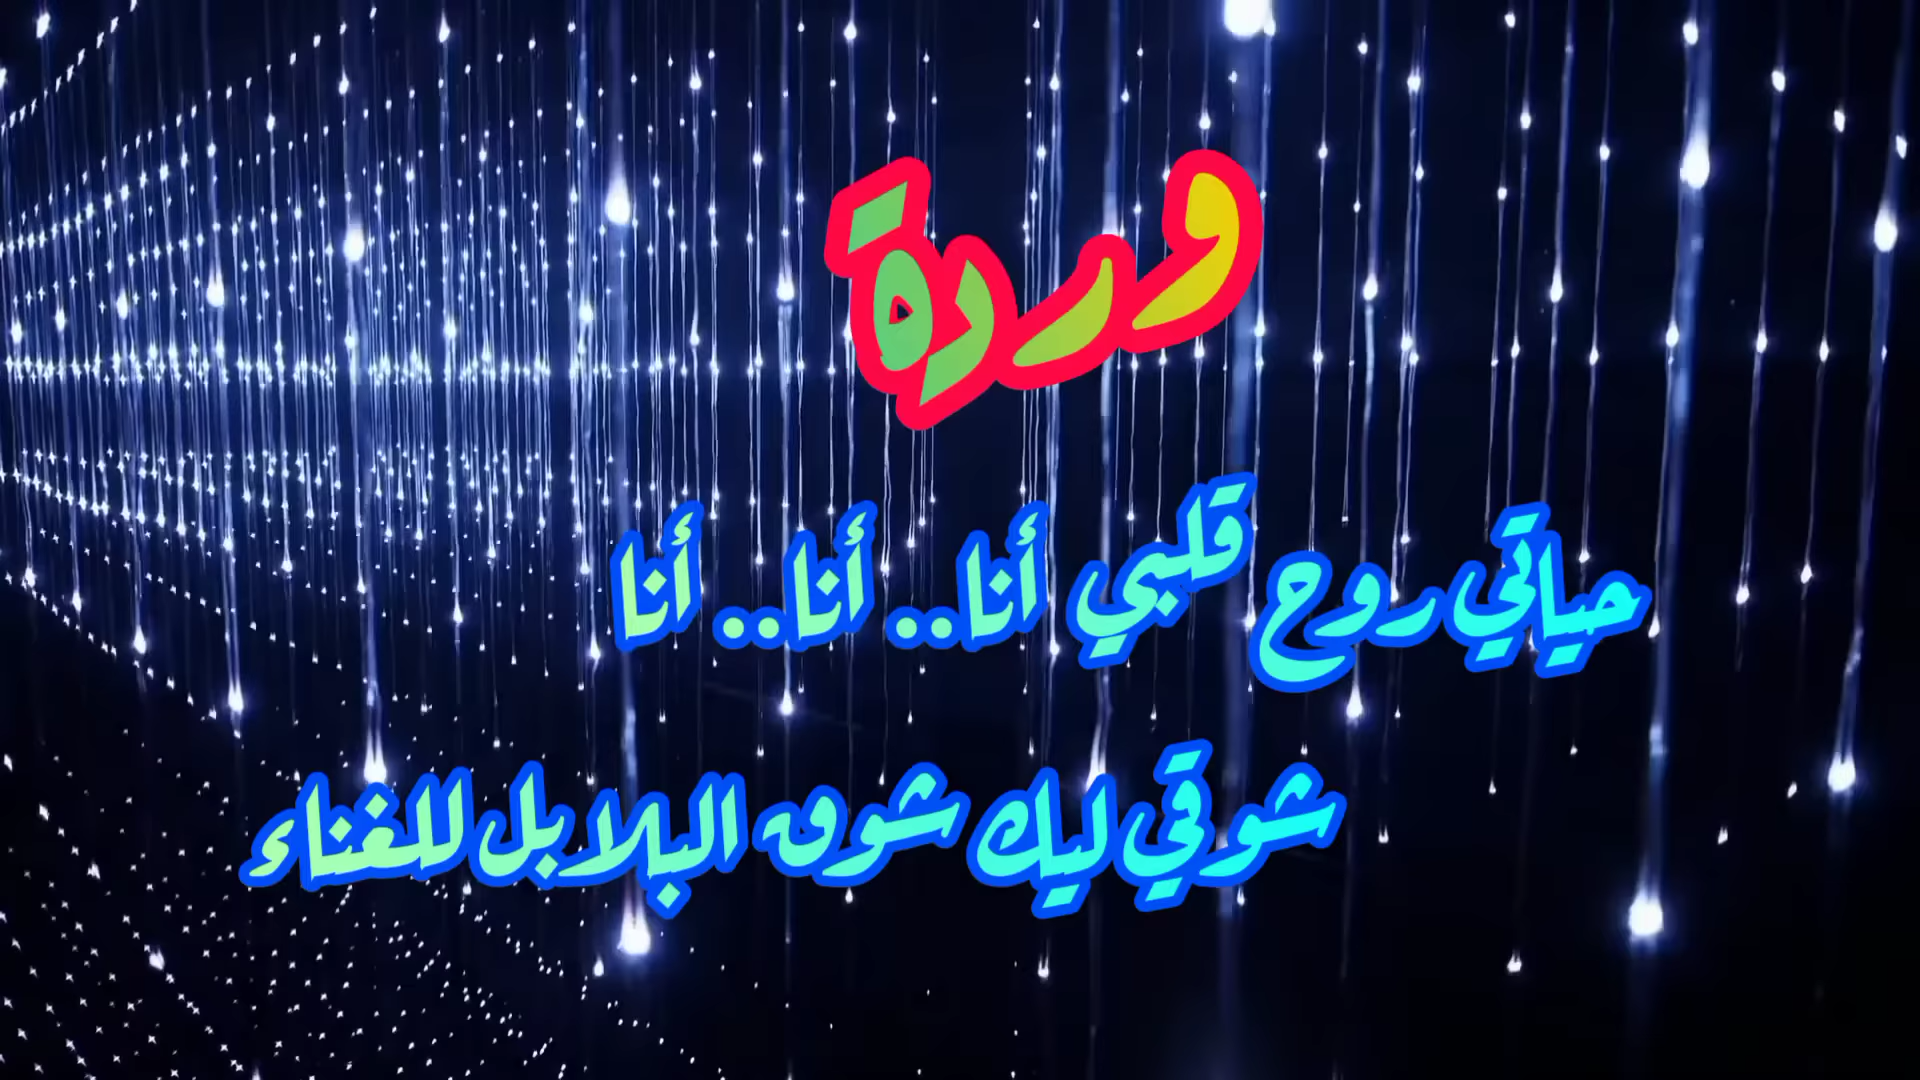 وردة
حياتي روح قلبي أنا.. أنا.. أنا
شوقي ليك شوق البلابل للغناء